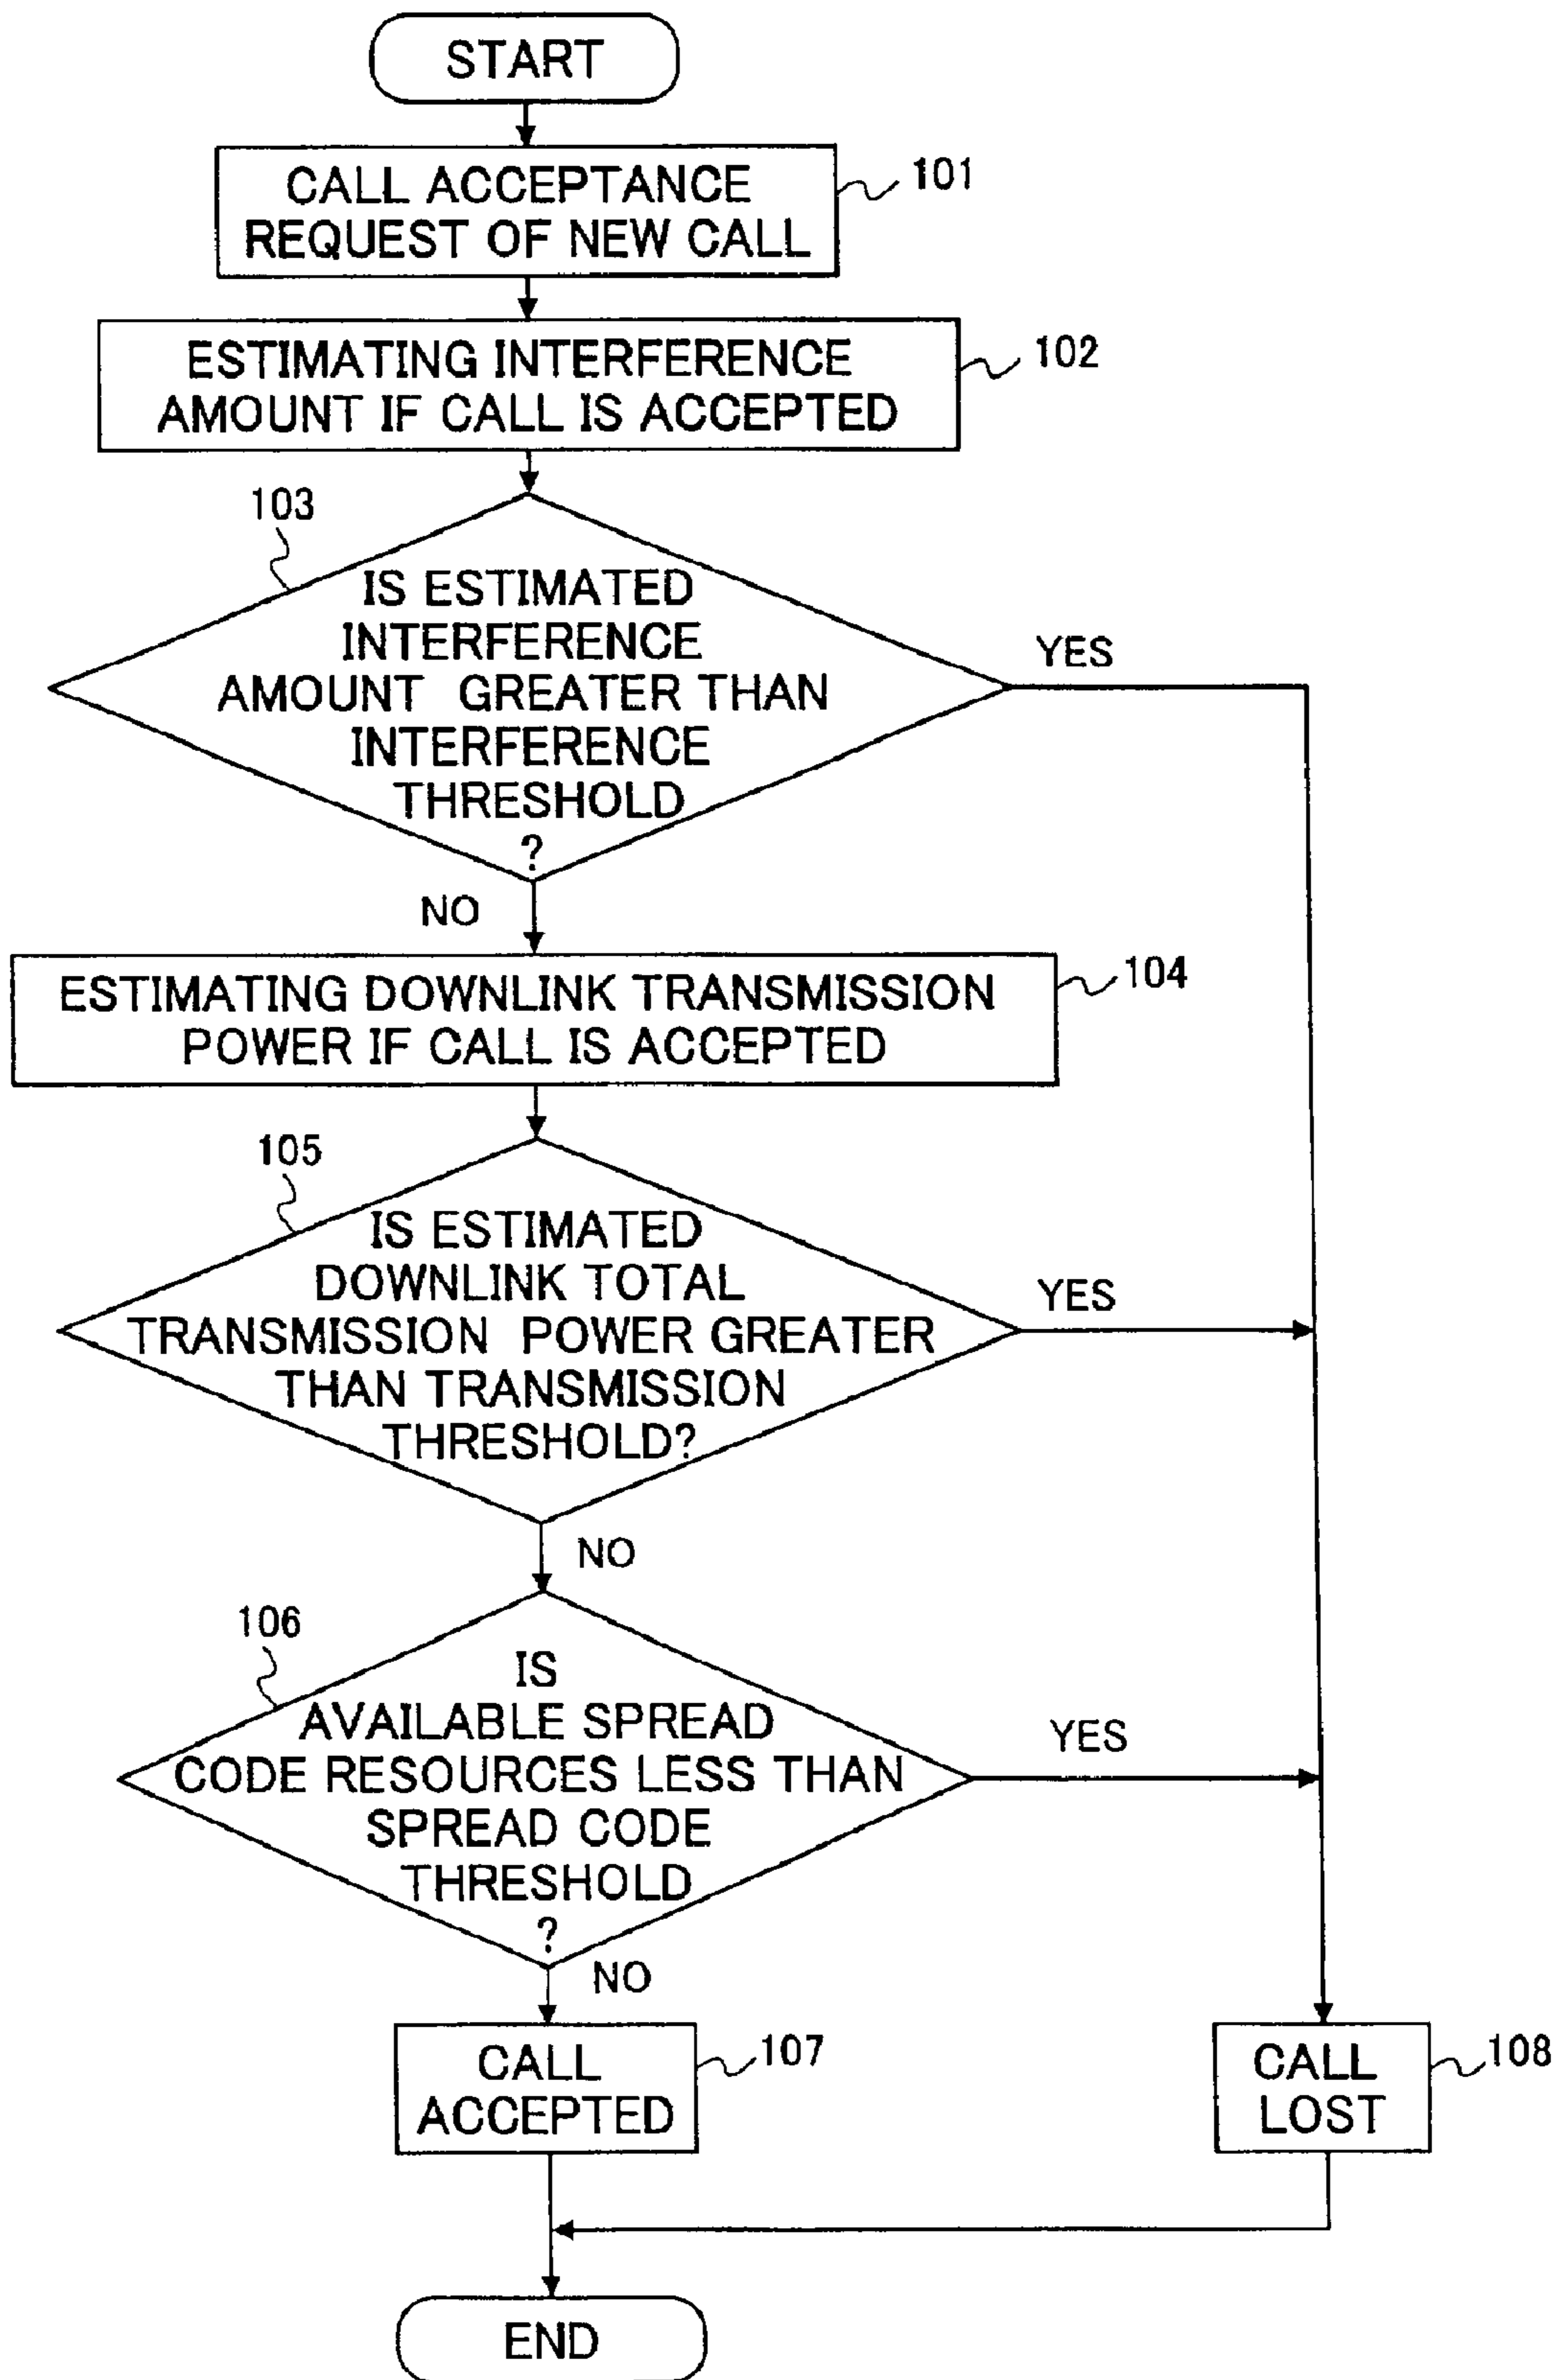 START
CALL ACCEPTANCE
REQUEST OF NEW CALL
101
ESTIMATING INTERFERENCE
AMOUNT IF CALL IS ACCEPTED
102
103
IS ESTIMATED
INTERFERENCE
AMOUNT GREATER THAN
INTERFERENCE
THRESHOLD
?
YES
NO
ESTIMATING DOWNLINK TRANSMISSION
POWER IF CALL IS ACCEPTED
104
105
IS ESTIMATED
DOWNLINK TOTAL
TRANSMISSION POWER GREATER
THAN TRANSMISSION
THRESHOLD?
YES
NO
106
IS
AVAILABLE SPREAD
CODE RESOURCES LESS THAN
SPREAD CODE
THRESHOLD
?
YES
NO
CALL
ACCEPTED
107
CALL
LOST
108
END